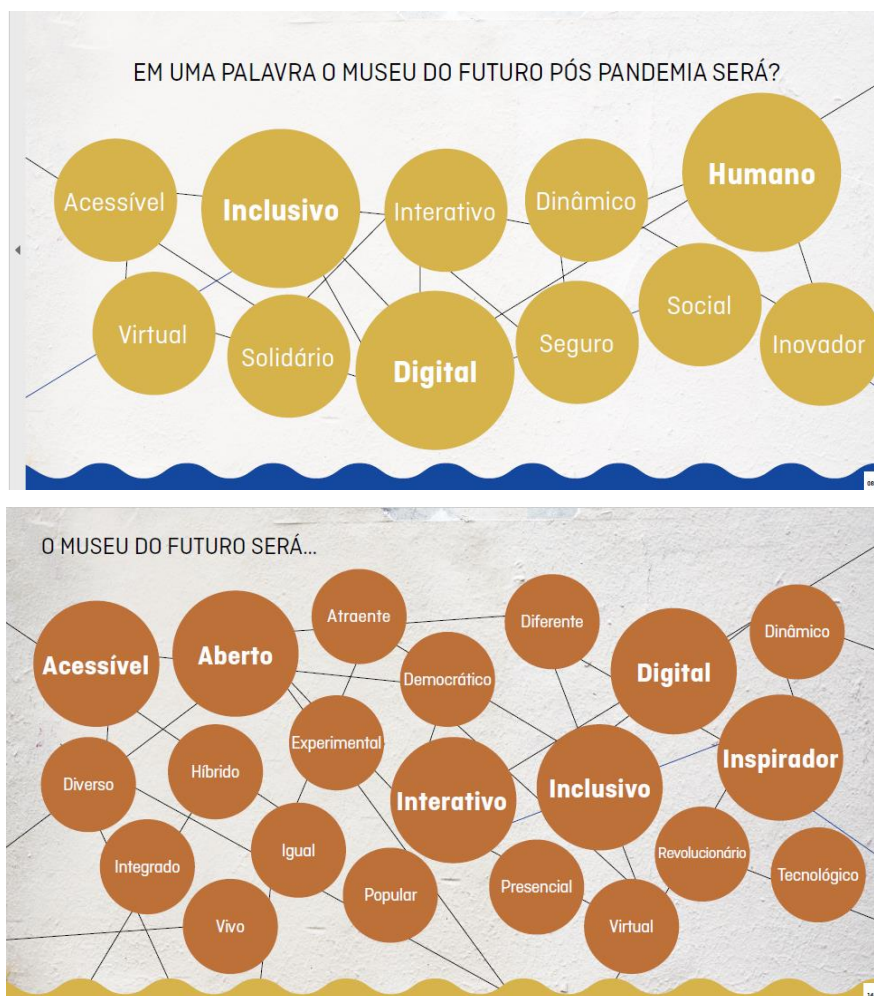 EM UMA PALAVRA O MUSEU DO FUTURO PÓS PANDEMIA SERÁ?
Acessível
Inclusivo
Interativo
Dinâmico
Humano
Virtual
Solidário
Digital
Seguro
Social
Inovador
08
O MUSEU DO FUTURO SERÁ...
Acessível
Aberto
Atraente
Democrático
Diferente
Digital
Dinâmico
Diverso
Híbrido
Experimental
Interativo
Inclusivo
Inspirador
Integrado
Igual
Popular
Presencial
Revolucionário
Tecnológico
Vivo
Virtual